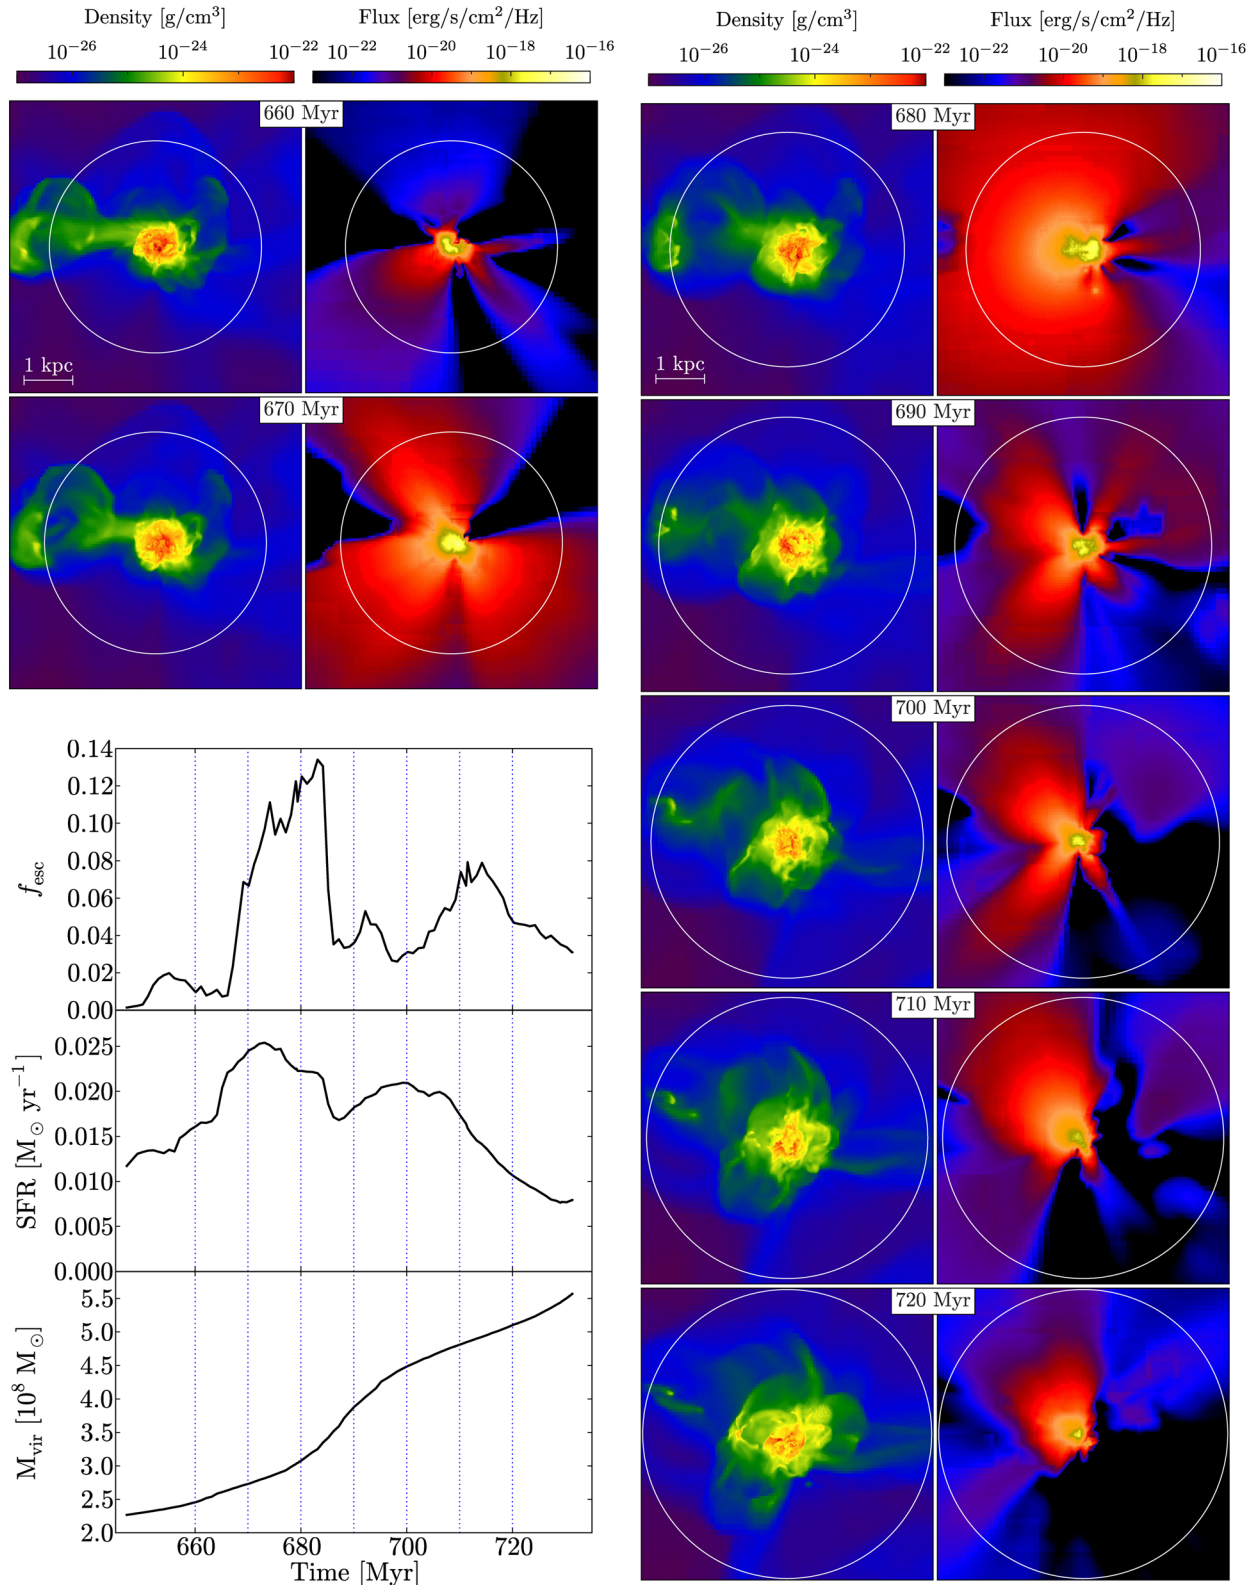 Density [g/cm³] Flux [erg/s/cm²/Hz] Density [g/cm³] Flux [erg/s/cm²/Hz]
10⁻²⁶ 10⁻²⁴ 10⁻²² 10⁻²² 10⁻²⁰ 10⁻¹⁸ 10⁻¹⁶ 10⁻²⁶ 10⁻²⁴ 10⁻²² 10⁻²² 10⁻²⁰ 10⁻¹⁸ 10⁻¹⁶
660 Myr
1 kpc
670 Myr
0.14
0.12
0.10
0.08
0.06
0.04
0.02
0.00
f_esc
0.025
0.020
0.015
0.010
0.005
0.000
SFR [M⊙ yr⁻¹]
5.5
5.0
4.5
4.0
3.5
3.0
2.5
2.0
M_vir [10⁸ M⊙]
660 680 700 720
Time [Myr]
680 Myr
1 kpc
690 Myr
700 Myr
710 Myr
720 Myr